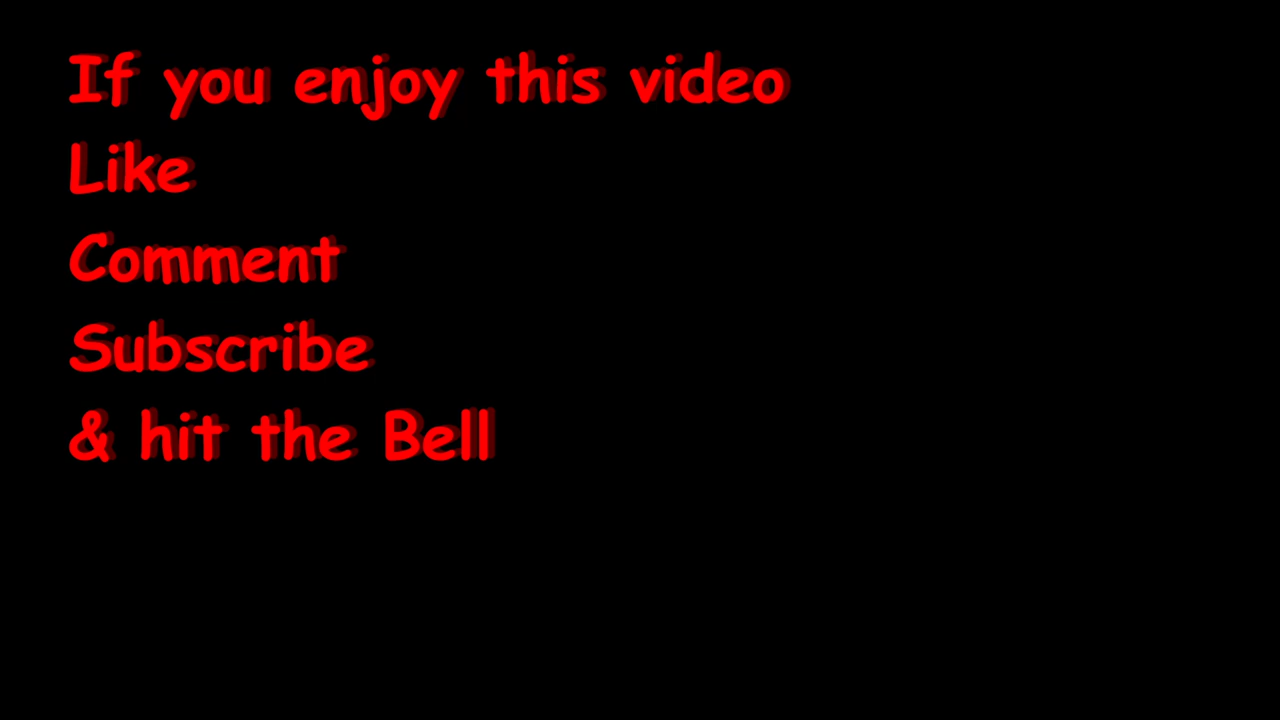 If you enjoy this video
Like
Comment
Subscribe
& hit the Bell